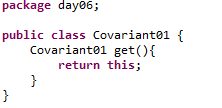 package day06;
public class Covariant01 {
    Covariant01 get(){
        return this;
    }
}